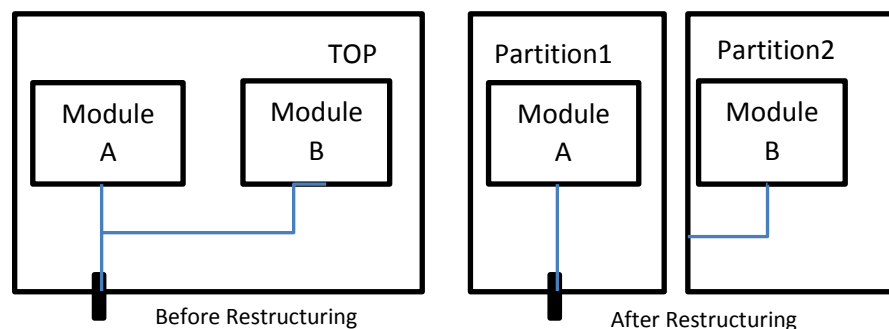 TOP
Module
A
Module
B
Before Restructuring
Partition1
Module
A
Partition2
Module
B
After Restructuring